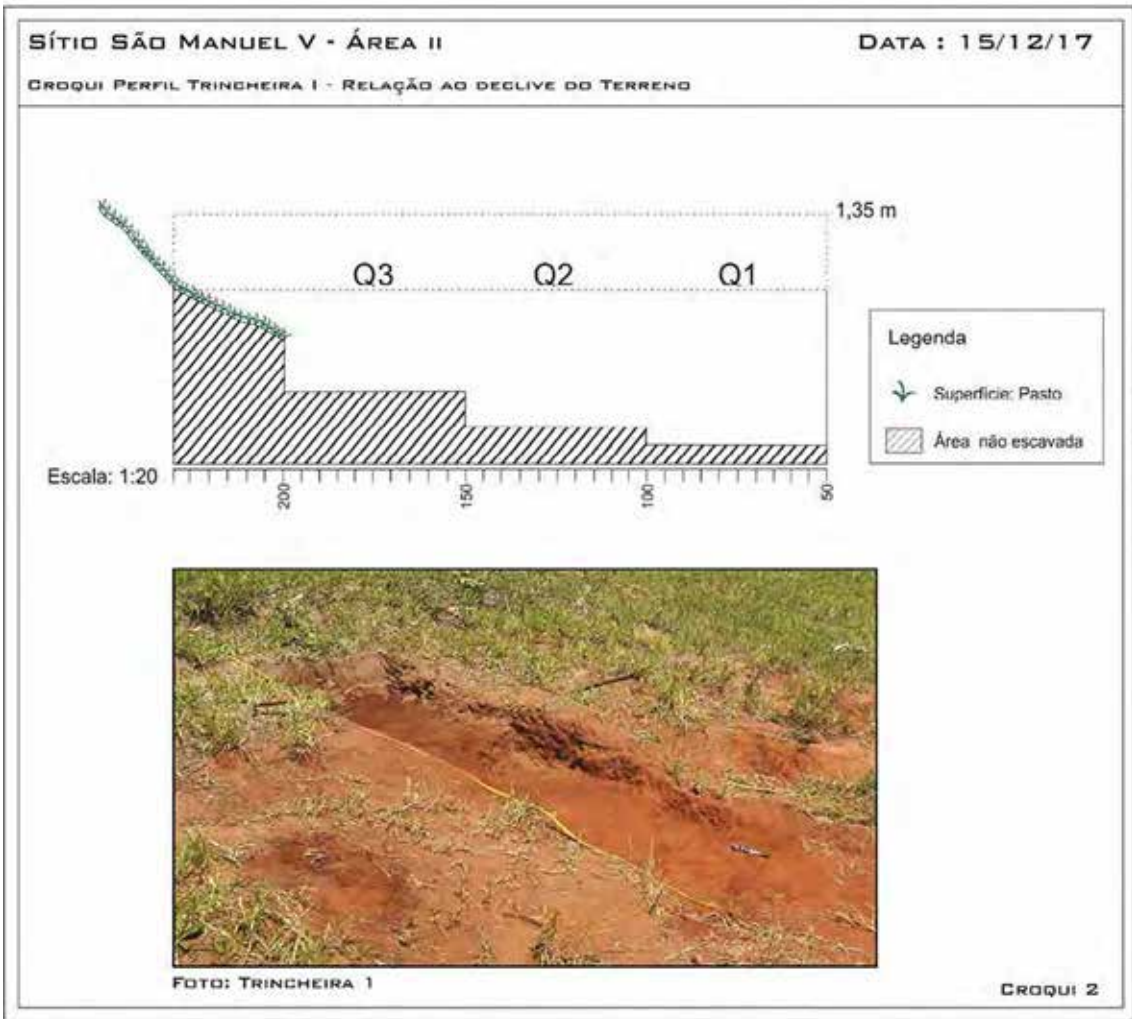 SÍTIO SÃO MANUEL V - ÁREA II
DATA : 15/12/17
CROQUI PERFIL TRINCHEIRA I - RELAÇÃO AO DECLIVE DO TERRENO
1,35 m
Q3 Q2 Q1
Legenda
Superfície: Pasto
Área não escavada
Escala: 1:20
200 150 100 50
FOTO: TRINCHEIRA 1
CROQUI 2